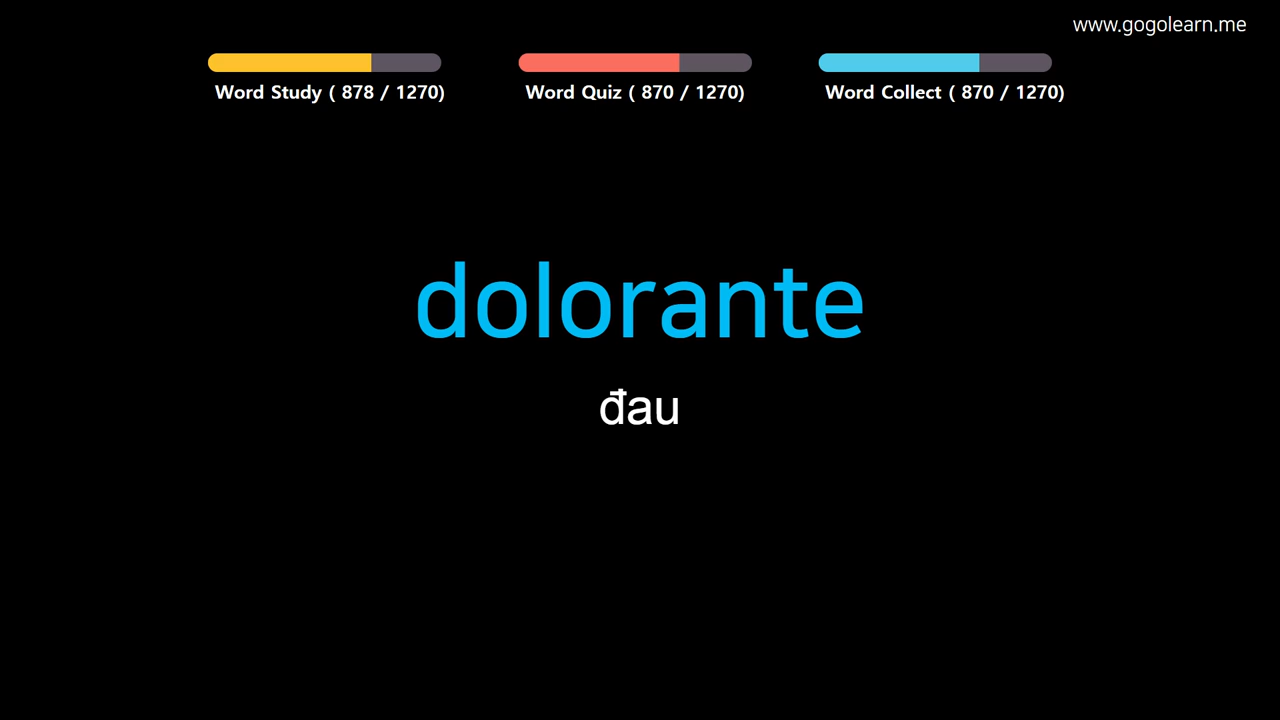 www.gogolearn.me
Word Study ( 878 / 1270)
Word Quiz ( 870 / 1270)
Word Collect ( 870 / 1270)
dolorante
đau